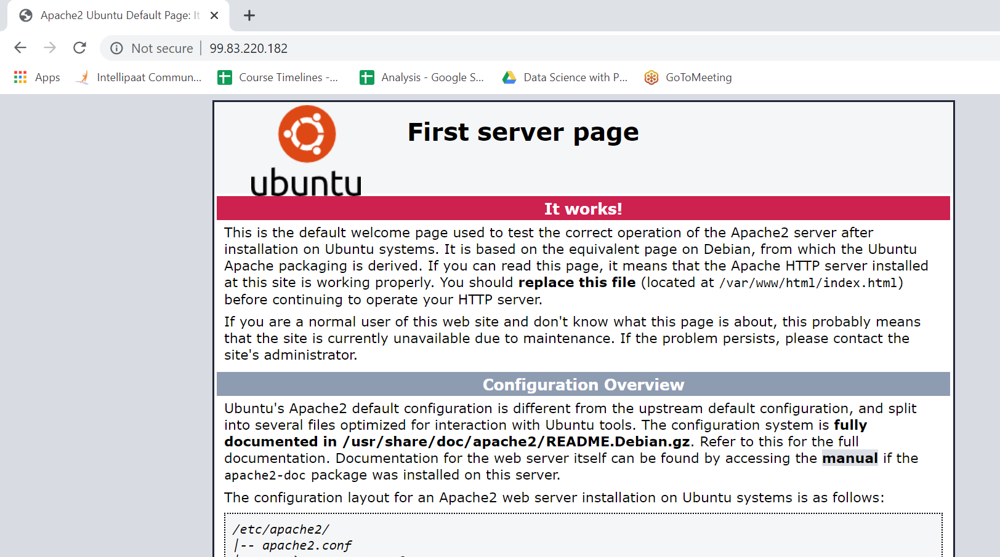 Apache2 Ubuntu Default Page: It
Not secure | 99.83.220.182
Apps Intellipaat Commun... Course Timelines -... Analysis - Google S... Data Science with P... GoToMeeting
ubuntu
First server page
It works!
This is the default welcome page used to test the correct operation of the Apache2 server after
installation on Ubuntu systems. It is based on the equivalent page on Debian, from which the Ubuntu
Apache packaging is derived. If you can read this page, it means that the Apache HTTP server installed
at this site is working properly. You should replace this file (located at /var/www/html/index.html)
before continuing to operate your HTTP server.
If you are a normal user of this web site and don't know what this page is about, this probably means
that the site is currently unavailable due to maintenance. If the problem persists, please contact the
site's administrator.
Configuration Overview
Ubuntu's Apache2 default configuration is different from the upstream default configuration, and split
into several files optimized for interaction with Ubuntu tools. The configuration system is fully
documented in /usr/share/doc/apache2/README.Debian.gz. Refer to this for the full
documentation. Documentation for the web server itself can be found by accessing the manual if the
apache2-doc package was installed on this server.
The configuration layout for an Apache2 web server installation on Ubuntu systems is as follows:
/etc/apache2/
|-- apache2.conf